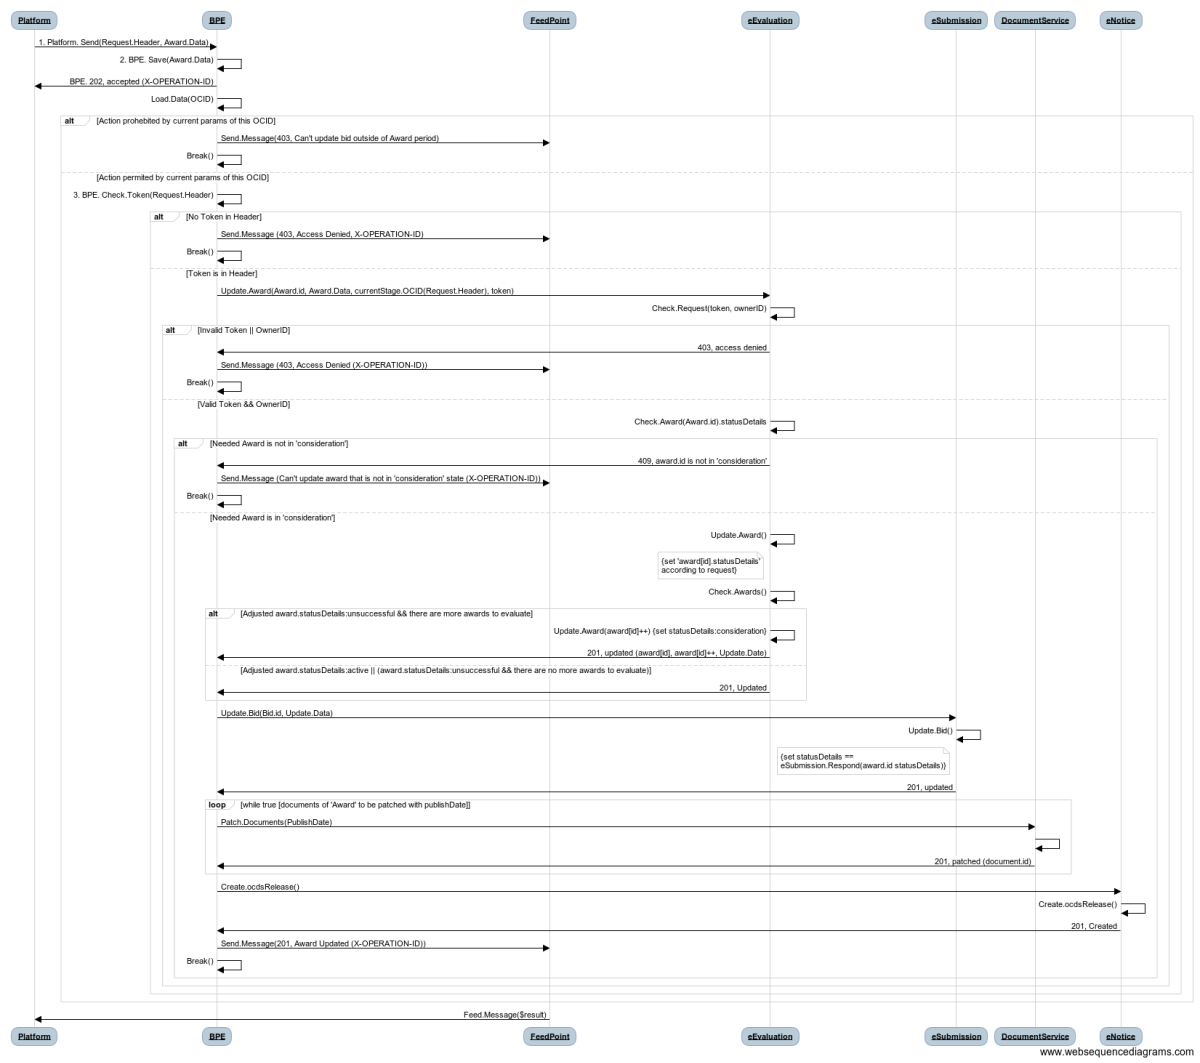 Platform BPE FeedPoint eEvaluation eSubmission DocumentService eNotice
1. Platform. Send(Request.Header, Award.Data)
2. BPE. Save(Award.Data)
BPE. 202, accepted (X-OPERATION-ID)
Load.Data(OCID)
alt [Action prohebited by current params of this OCID]
Send.Message(403, Can't update bid outside of Award period)
Break()
[Action permited by current params of this OCID]
3. BPE. Check.Token(Request.Header)
alt [No Token in Header]
Send.Message (403, Access Denied, X-OPERATION-ID)
Break()
[Token is in Header]
Update.Award(Award.id, Award.Data, currentStage.OCID(Request.Header), token)
Check.Request(token, ownerID)
alt [Invalid Token || OwnerID]
403, access denied
Send.Message (403, Access Denied (X-OPERATION-ID))
Break()
[Valid Token && OwnerID]
Check.Award(Award.id).statusDetails
alt [Needed Award is not in 'consideration']
409, award.id is not in 'consideration'
Send.Message (Can't update award that is not in 'consideration' state (X-OPERATION-ID))
Break()
[Needed Award is in 'consideration']
Update.Award()
{set 'award[id].statusDetails'
according to request}
Check.Awards()
alt [Adjusted award.statusDetails:unsuccessful && there are more awards to evaluate]
Update.Award(award[id]++) {set statusDetails:consideration}
201, updated (award[id], award[id]++, Update.Date)
[Adjusted award.statusDetails:active || (award.statusDetails:unsuccessful && there are no more awards to evaluate)]
201, Updated
Update.Bid(Bid.id, Update.Data)
Update.Bid()
{set statusDetails ==
eSubmission.Respond(award.id statusDetails)}
201, updated
loop [while true [documents of 'Award' to be patched with publishDate]]
Patch.Documents(PublishDate)
201, patched (document.id)
Create.ocdsRelease()
Create.ocdsRelease()
201, Created
Send.Message(201, Award Updated (X-OPERATION-ID))
Break()
Feed.Message($result)
Platform BPE FeedPoint eEvaluation eSubmission DocumentService eNotice
www.websequencediagrams.com